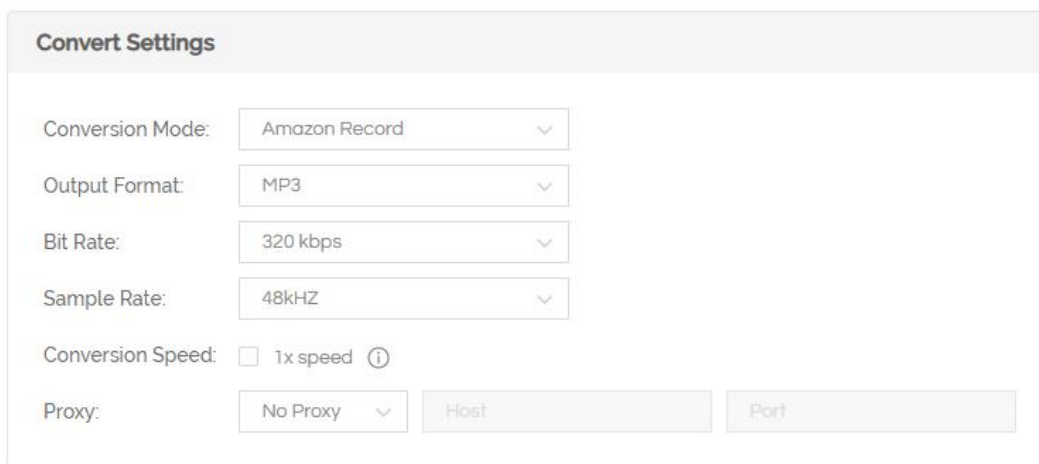 Convert Settings
Conversion Mode: Amazon Record
Output Format: MP3
Bit Rate: 320 kbps
Sample Rate: 48kHZ
Conversion Speed: 1x speed
Proxy: No Proxy Host Port